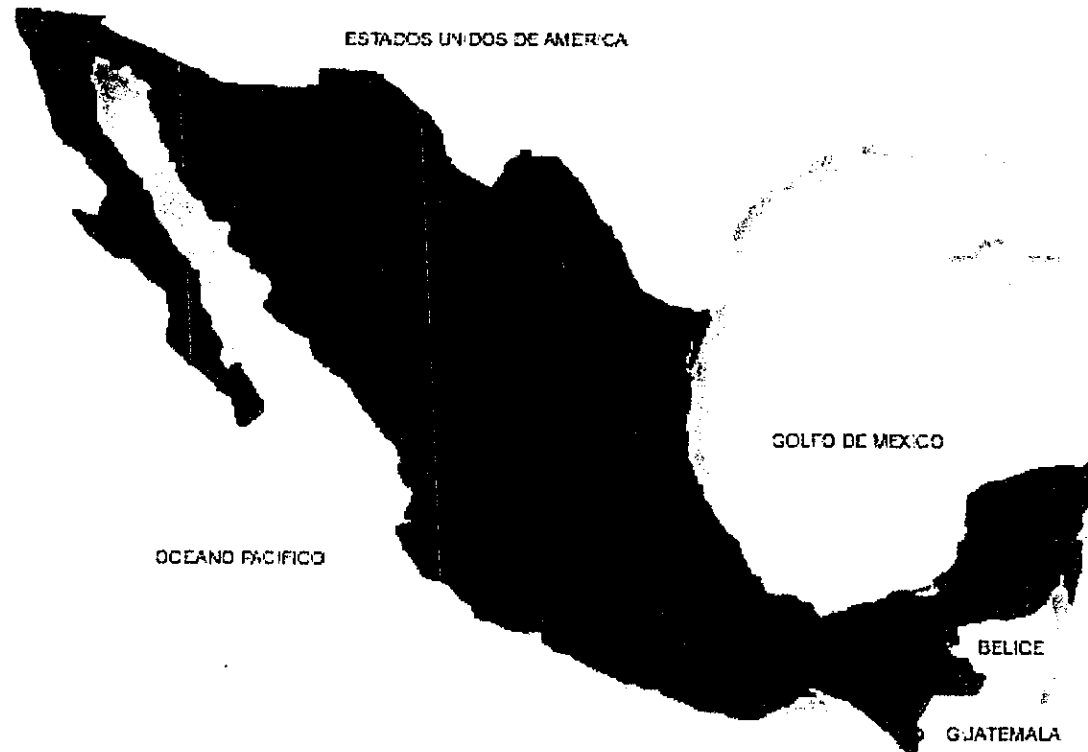 ESTADOS UNIDOS DE AMERICA
GOLFO DE MEXICO
OCEANO PACIFICO
BELICE
GUATEMALA